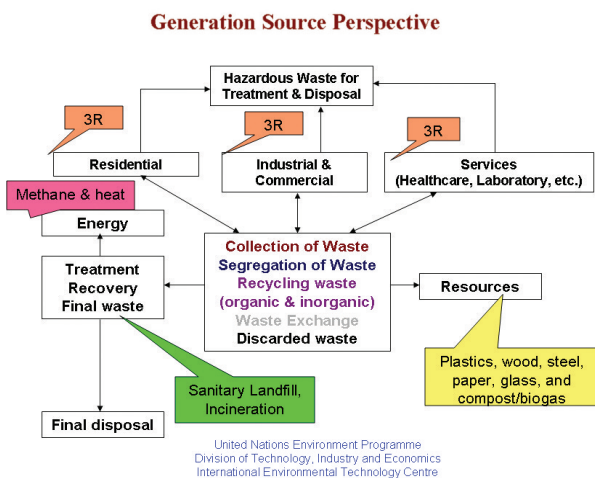 Generation Source Perspective
Hazardous Waste for
Treatment & Disposal
3R
3R
3R
Residential
Industrial &
Commercial
Services
(Healthcare, Laboratory, etc.)
Methane & heat
Energy
Collection of Waste
Segregation of Waste
Recycling waste
(organic & inorganic)
Waste Exchange
Discarded waste
Treatment
Recovery
Final waste
Resources
Sanitary Landfill,
Incineration
Plastics, wood, steel,
paper, glass, and
compost/biogas
Final disposal
United Nations Environment Programme
Division of Technology, Industry and Economics
International Environmental Technology Centre